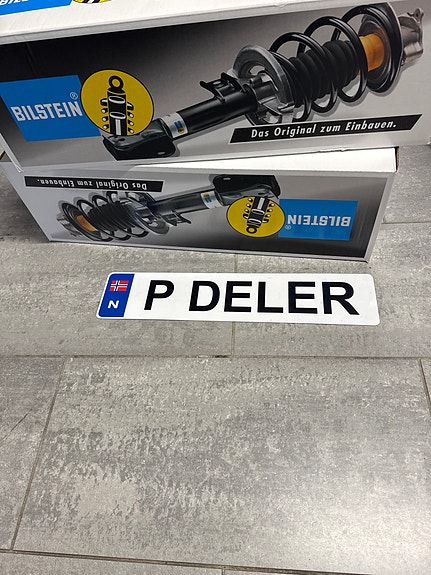 BILSTEIN
Das Original zum Einbauen.
Das Original zum Einbauen.
BILSTEIN
N P DELER